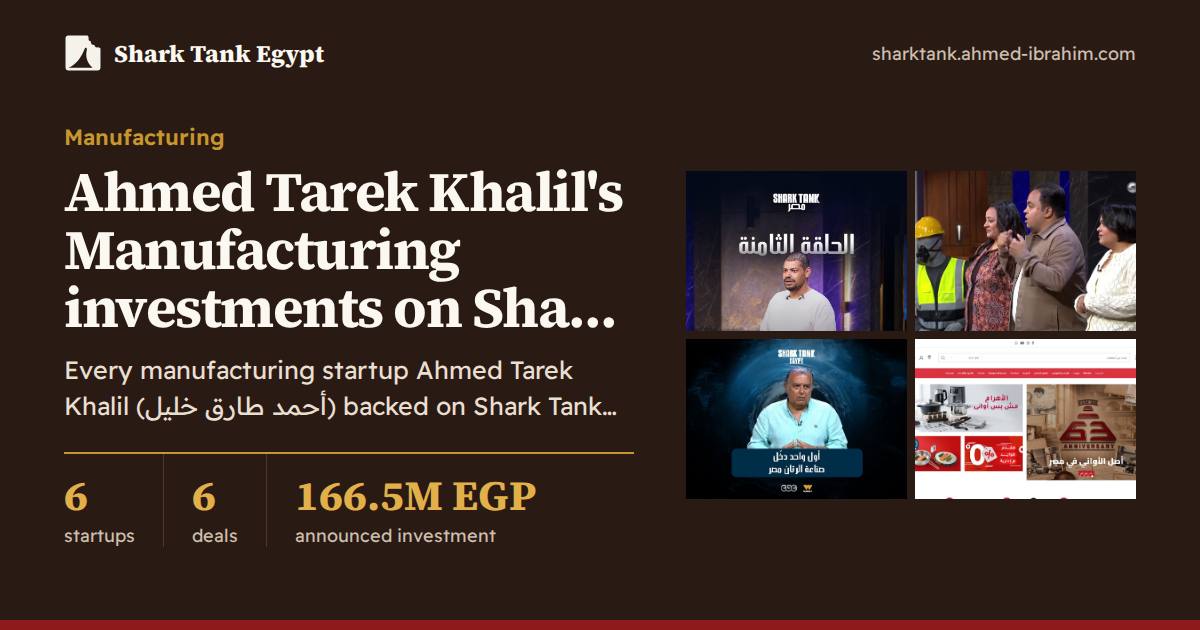 Shark Tank Egypt
sharktank.ahmed-ibrahim.com
Manufacturing
Ahmed Tarek Khalil's
Manufacturing
investments on Sha...
Every manufacturing startup Ahmed Tarek
Khalil (أحمد طارق خليل) backed on Shark Tank...
6
startups
6
deals
166.5M EGP
announced investment
SHARK TANK
مصر
الحلقة الثامنة
SHARK TANK
EGYPT
أول واحد دخّل
صناعة الرتان مصر
الأهرام
مش بس أواني
63
ANNIVERSARY
أصل الأواني في مصر